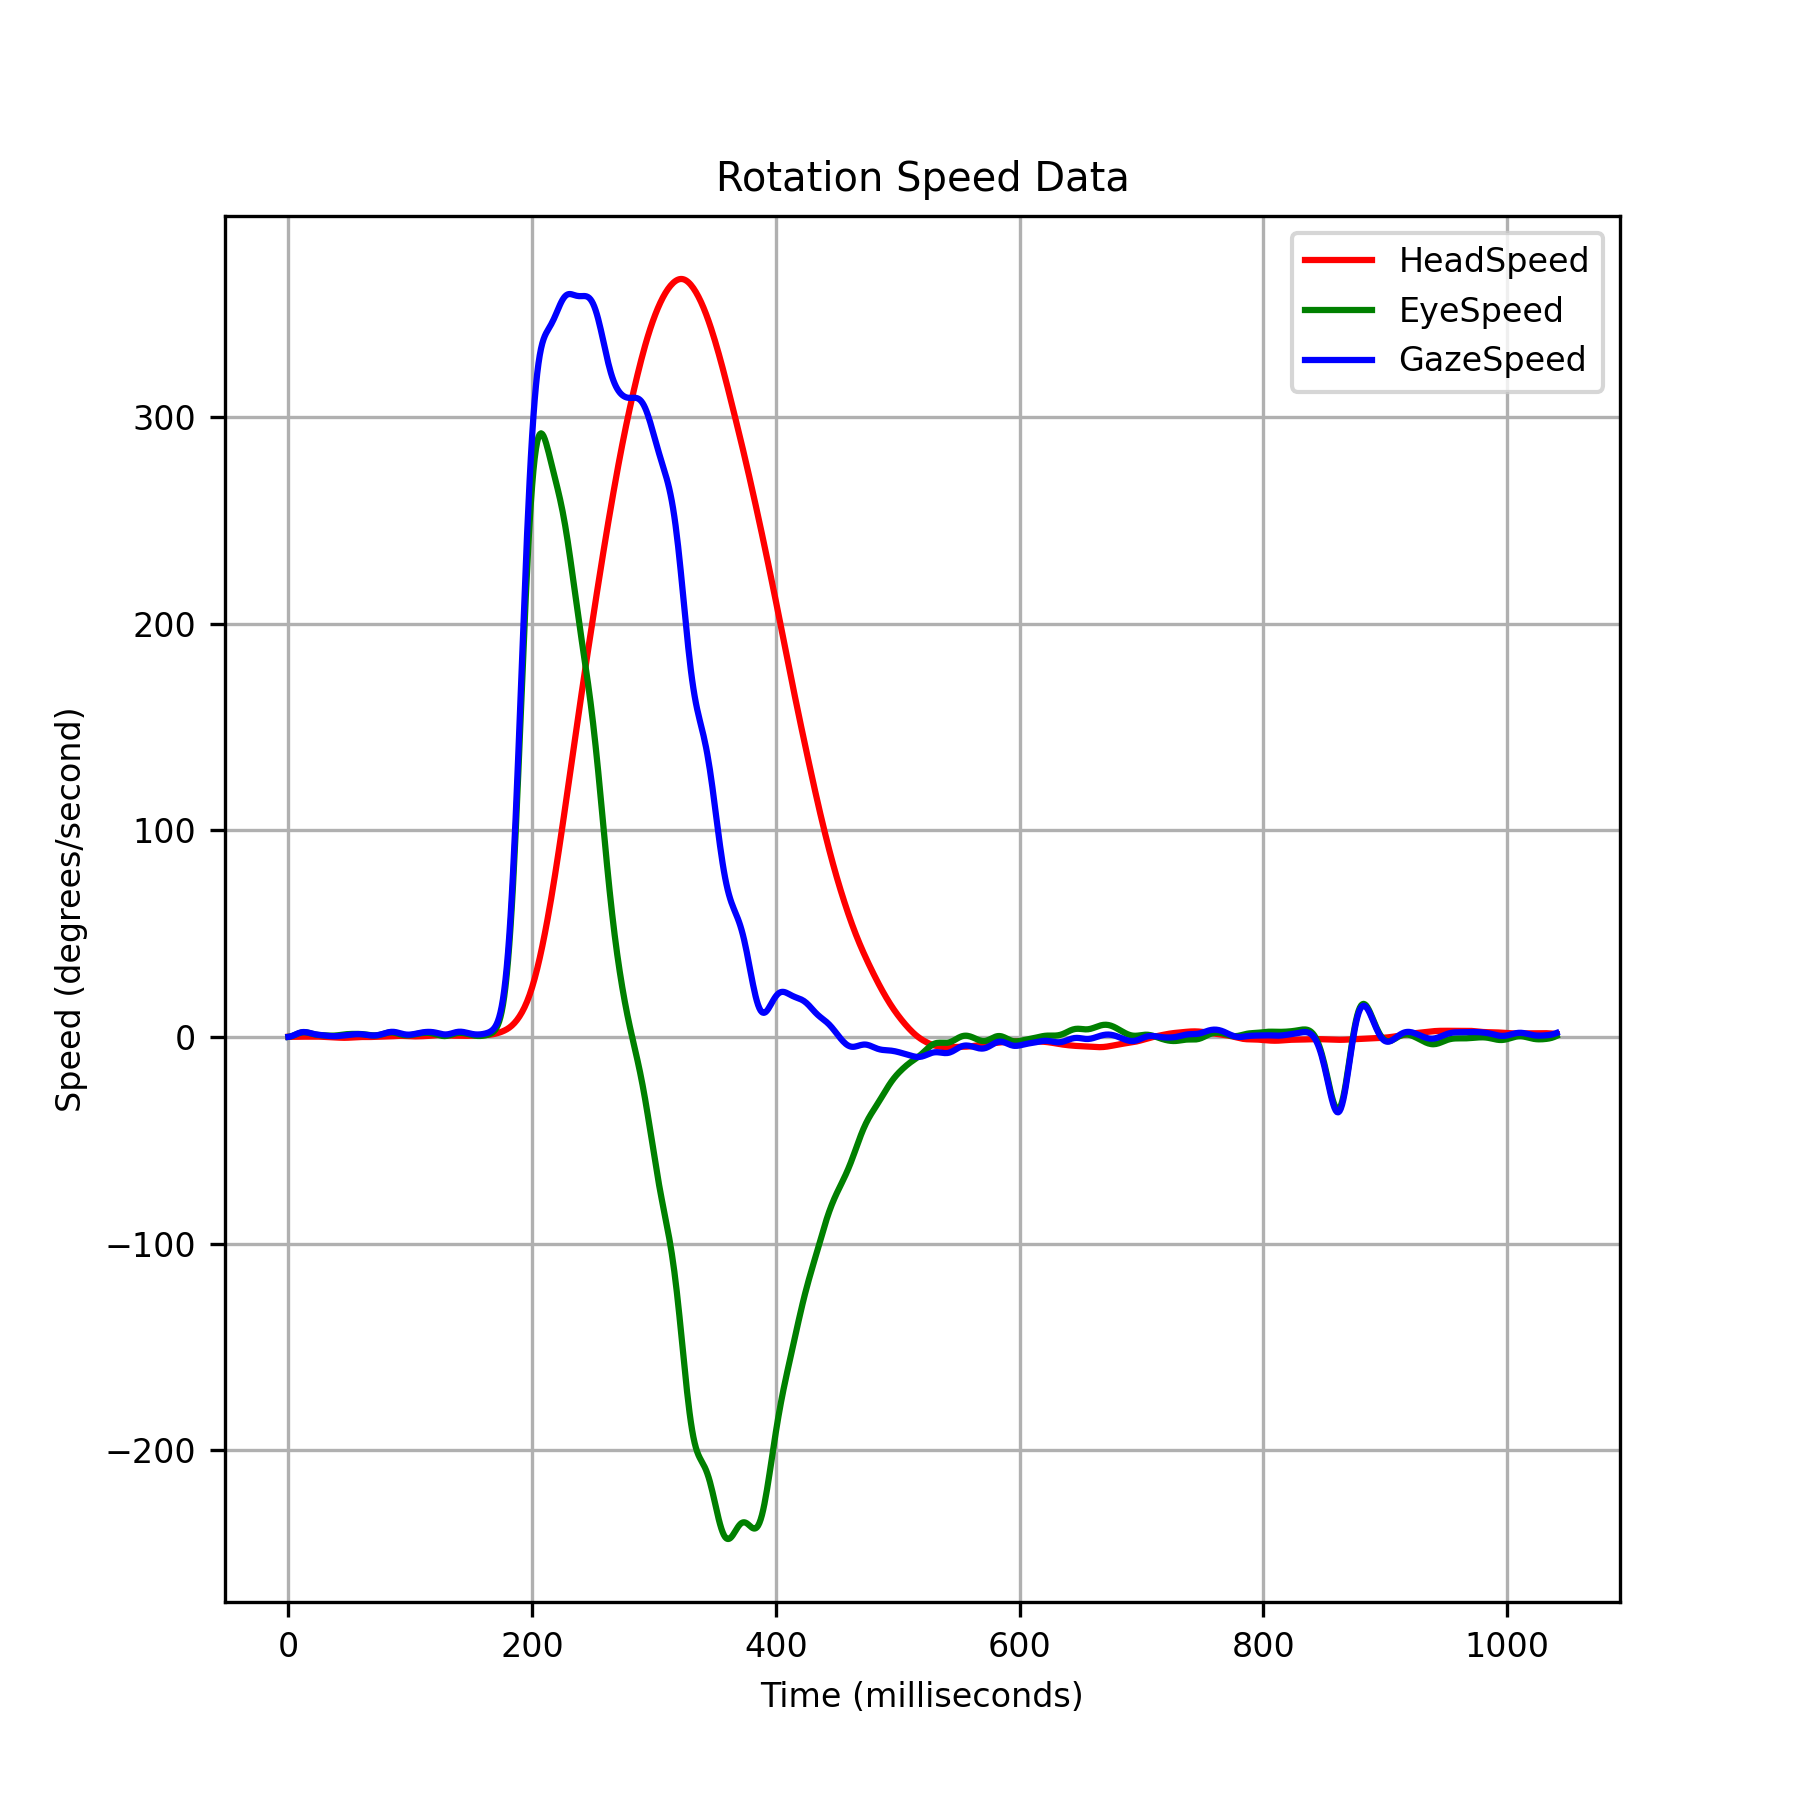 Rotation Speed Data
HeadSpeed
EyeSpeed
GazeSpeed
Speed (degrees/second)
300
200
100
0
−100
−200
0 200 400 600 800 1000
Time (milliseconds)